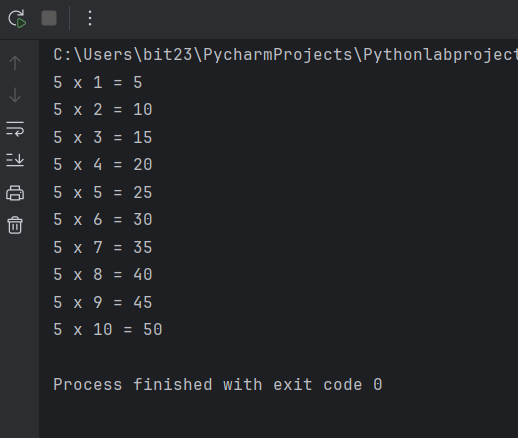 C:\Users\bit23\PycharmProjects\Pythonlabproject
5 x 1 = 5
5 x 2 = 10
5 x 3 = 15
5 x 4 = 20
5 x 5 = 25
5 x 6 = 30
5 x 7 = 35
5 x 8 = 40
5 x 9 = 45
5 x 10 = 50
Process finished with exit code 0